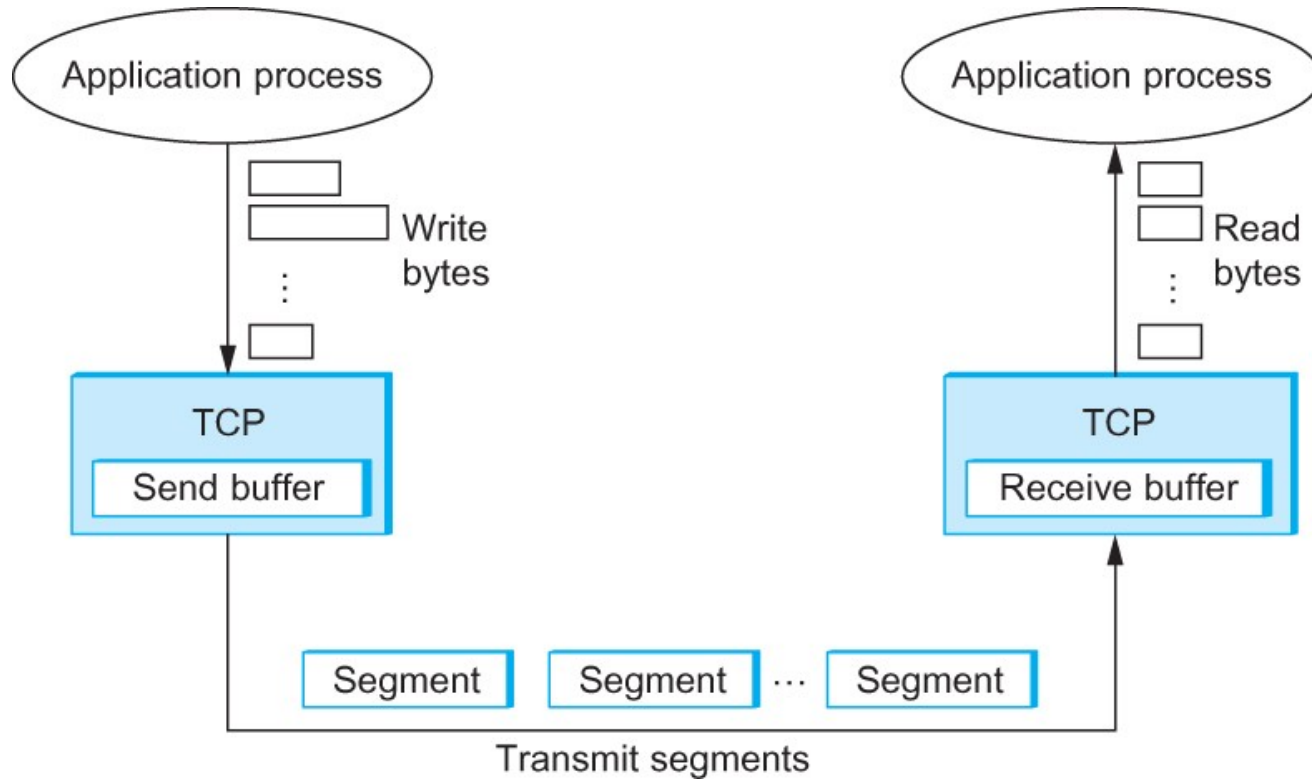 Application process
Application process
Write
bytes
⋮
Read
bytes
⋮
TCP
Send buffer
TCP
Receive buffer
Segment
Segment
...
Segment
Transmit segments